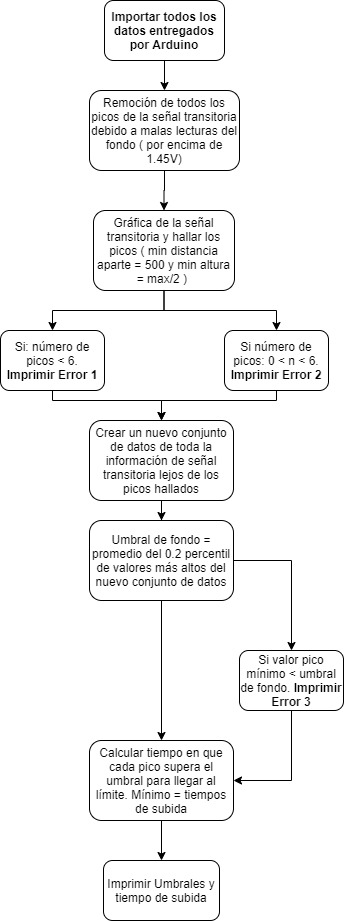 Importar todos los
datos entregados
por Arduino
Remoción de todos los
picos de la señal transitoria
debido a malas lecturas del
fondo ( por encima de
1.45V)
Gráfica de la señal
transitoria y hallar los
picos ( min distancia
aparte = 500 y min altura
= max/2 )
Si: número de
picos < 6.
Imprimir Error 1
Si número de
picos: 0 < n < 6.
Imprimir Error 2
Crear un nuevo conjunto
de datos de toda la
información de señal
transitoria lejos de los
picos hallados
Umbral de fondo =
promedio del 0.2 percentil
de valores más altos del
nuevo conjunto de datos
Si valor pico
mínimo < umbral
de fondo. Imprimir
Error 3
Calcular tiempo en que
cada pico supera el
umbral para llegar al
límite. Mínimo = tiempos
de subida
Imprimir Umbrales y
tiempo de subida